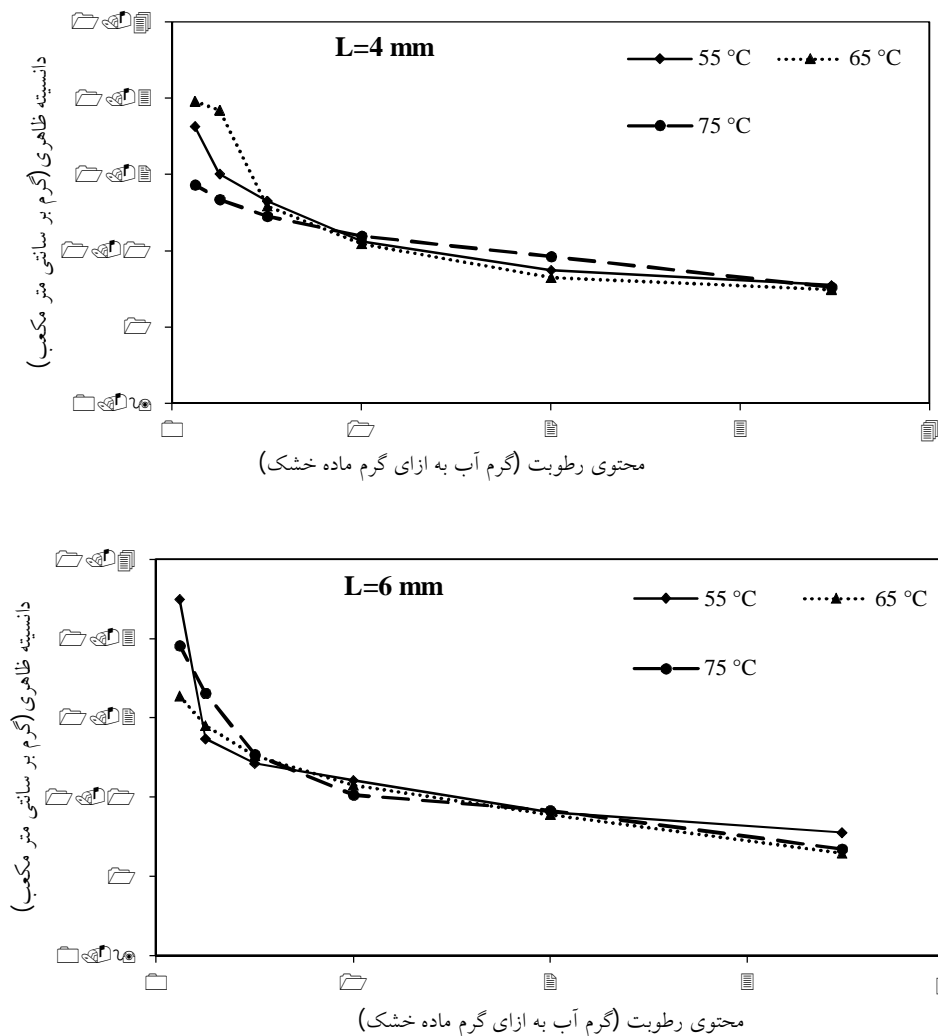 L=4 mm
55 °C
65 °C
75 °C
دانسیته ظاهری (گرم بر سانتی متر مکعب)
محتوی رطوبت (گرم آب به ازای گرم ماده خشک)
L=6 mm
55 °C
65 °C
75 °C
دانسیته ظاهری (گرم بر سانتی متر مکعب)
محتوی رطوبت (گرم آب به ازای گرم ماده خشک)